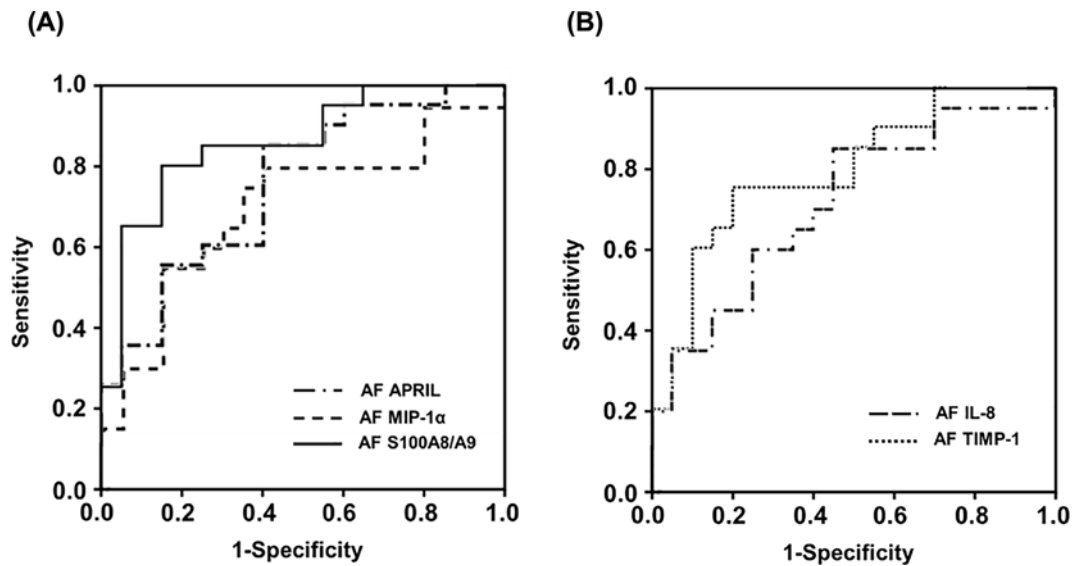 (A)
1.0
0.8
0.6
0.4
0.2
0.0
Sensitivity
AF APRIL
AF MIP-1α
AF S100A8/A9
0.0 0.2 0.4 0.6 0.8 1.0
1-Specificity
(B)
1.0
0.8
0.6
0.4
0.2
0.0
Sensitivity
AF IL-8
AF TIMP-1
0.0 0.2 0.4 0.6 0.8 1.0
1-Specificity